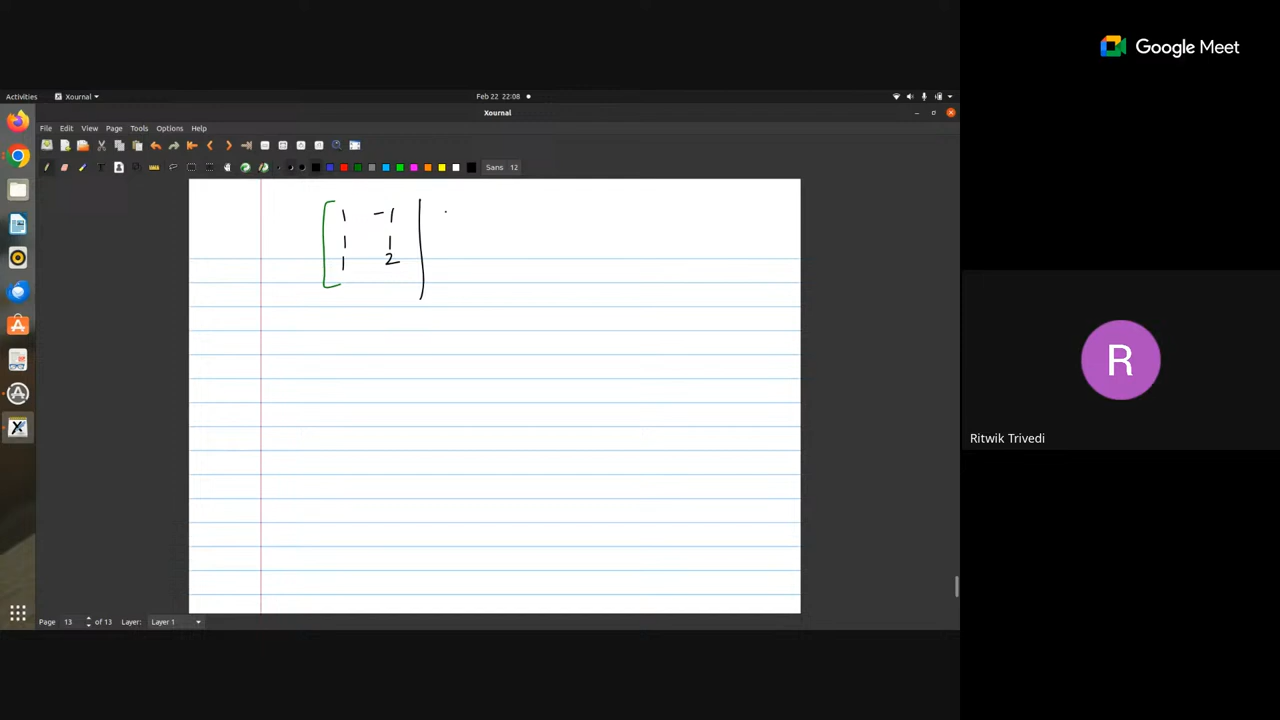 Google Meet
Activities Xournal Feb 22 22:08
Xournal
File Edit View Page Tools Options Help
Sans 12
1 -1
1 1
1 2
R
Ritwik Trivedi
Page 13 of 13 Layer: Layer 1